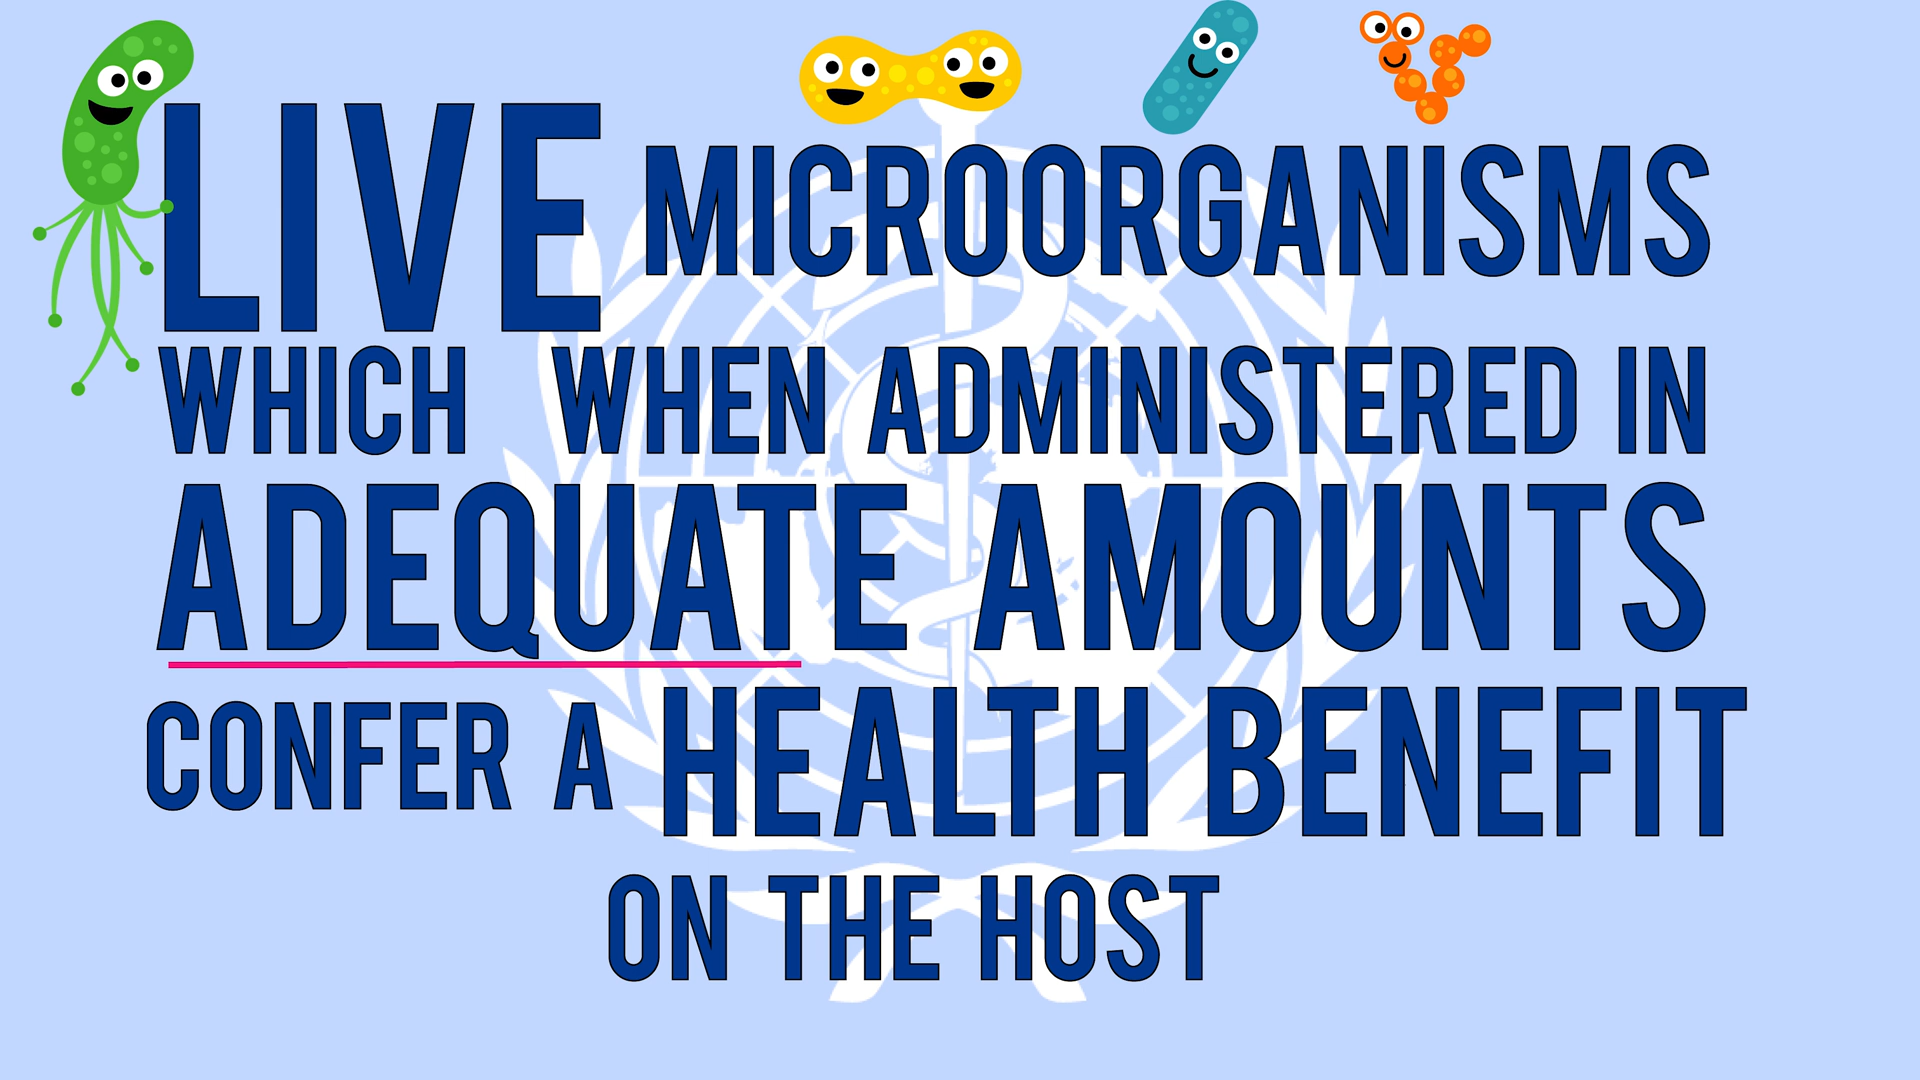 LIVE MICROORGANISMS
WHICH WHEN ADMINISTERED IN
ADEQUATE AMOUNTS
CONFER A HEALTH BENEFIT
ON THE HOST